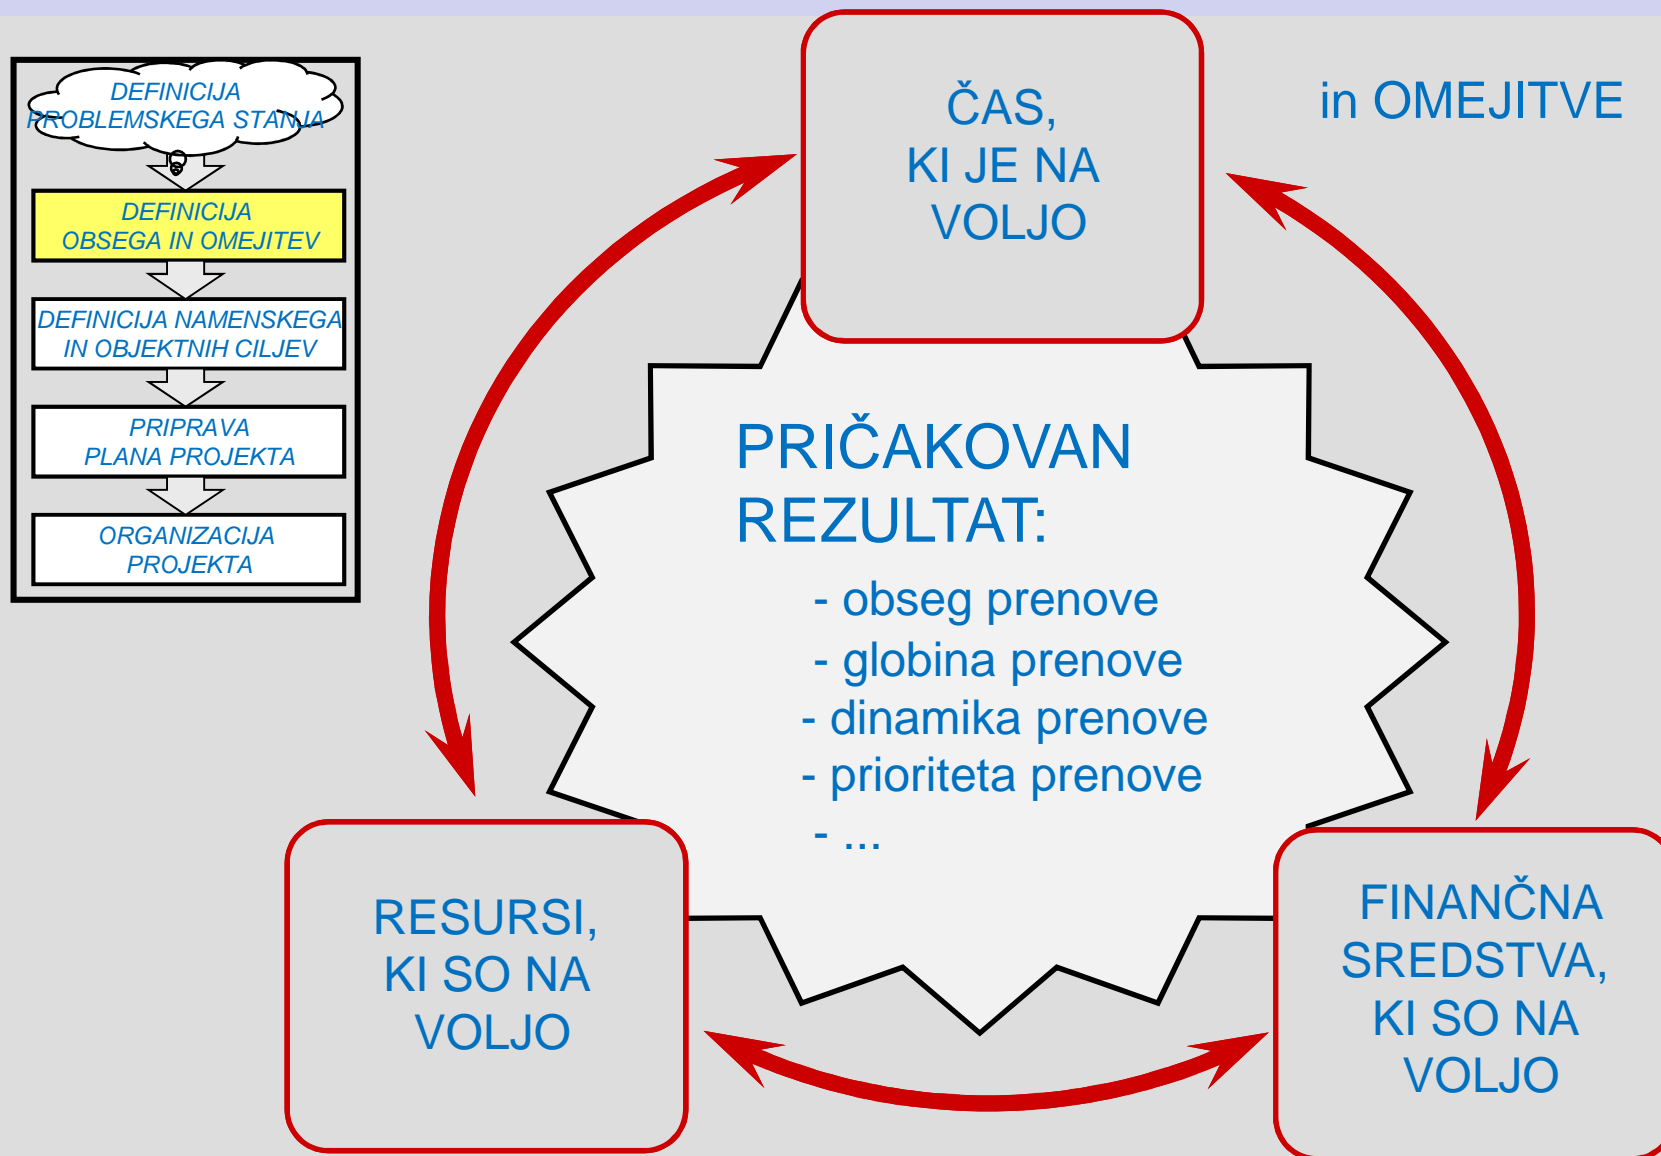 DEFINICIJA
PROBLEMSKEGA STANJA
DEFINICIJA
OBSEGA IN OMEJITEV
DEFINICIJA NAMENSKEGA
IN OBJEKTNIH CILJEV
PRIPRAVA
PLANA PROJEKTA
ORGANIZACIJA
PROJEKTA
ČAS,
KI JE NA
VOLJO
in OMEJITVE
PRIČAKOVAN
REZULTAT:
- obseg prenove
- globina prenove
- dinamika prenove
- prioriteta prenove
- ...
RESURSI,
KI SO NA
VOLJO
FINANČNA
SREDSTVA,
KI SO NA
VOLJO